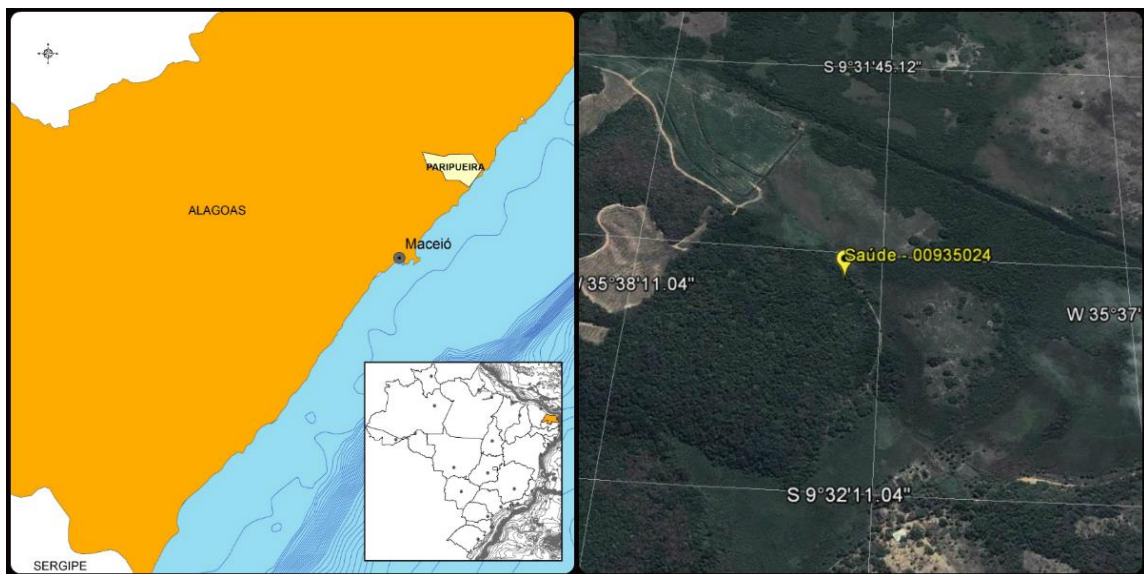 PARIPUEIRA
ALAGOAS
Maceió
SERGIPE
S 9°31'45.12"
Saúde - 00935024
35°38'11.04"
W 35°37'
S 9°32'11.04"